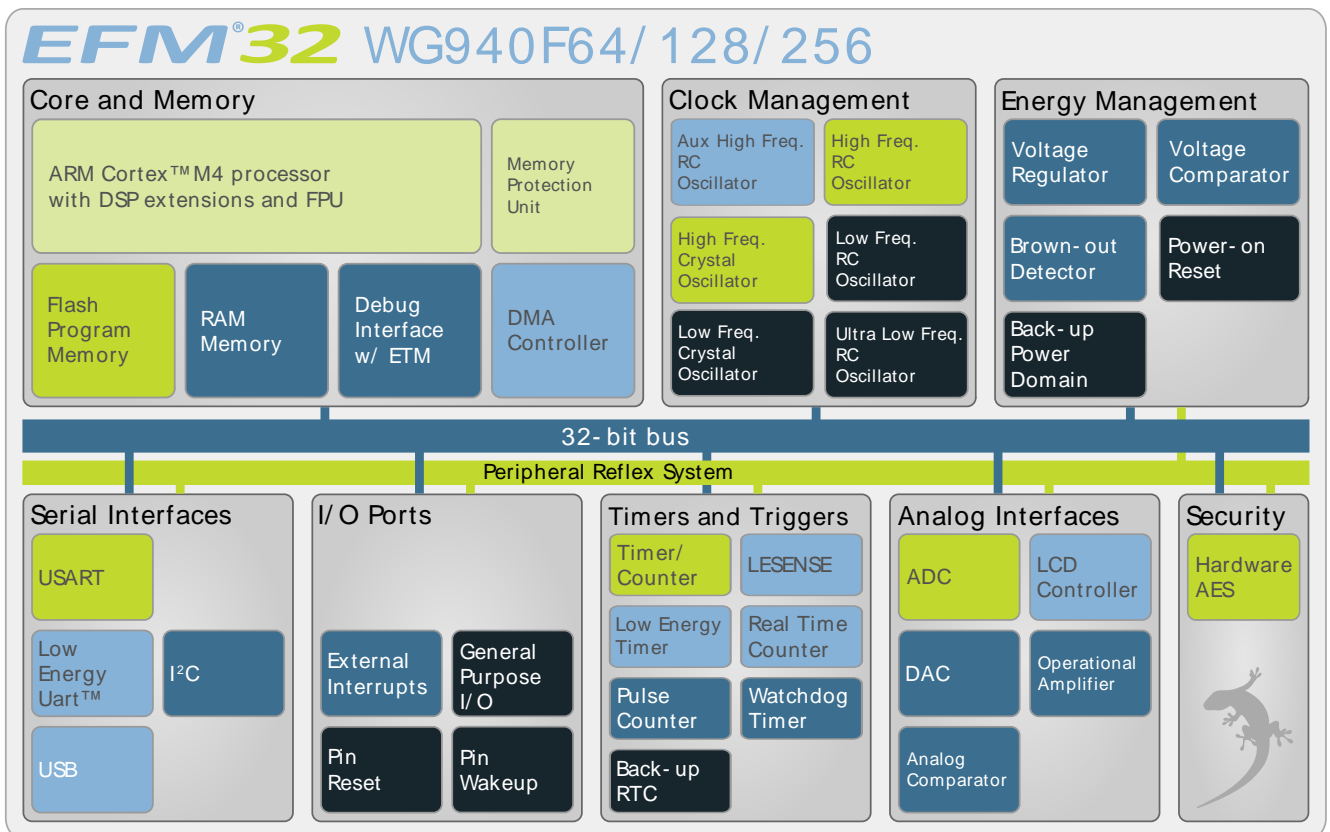 EFM®32 WG940F64/128/256
Core and Memory
ARM Cortex™ M4 processor
with DSP extensions and FPU
Memory
Protection
Unit
Flash
Program
Memory
RAM
Memory
Debug
Interface
w/ ETM
DMA
Controller
Clock Management
Aux High Freq.
RC
Oscillator
High Freq.
RC
Oscillator
High Freq.
Crystal
Oscillator
Low Freq.
RC
Oscillator
Low Freq.
Crystal
Oscillator
Ultra Low Freq.
RC
Oscillator
Energy Management
Voltage
Regulator
Voltage
Comparator
Brown-out
Detector
Power-on
Reset
Back-up
Power
Domain
32-bit bus
Peripheral Reflex System
Serial Interfaces
USART
Low
Energy
Uart™
I²C
USB
I/O Ports
External
Interrupts
General
Purpose
I/O
Pin
Reset
Pin
Wakeup
Timers and Triggers
Timer/
Counter
LESENSE
Low Energy
Timer
Real Time
Counter
Pulse
Counter
Watchdog
Timer
Back-up
RTC
Analog Interfaces
ADC
LCD
Controller
DAC
Operational
Amplifier
Analog
Comparator
Security
Hardware
AES